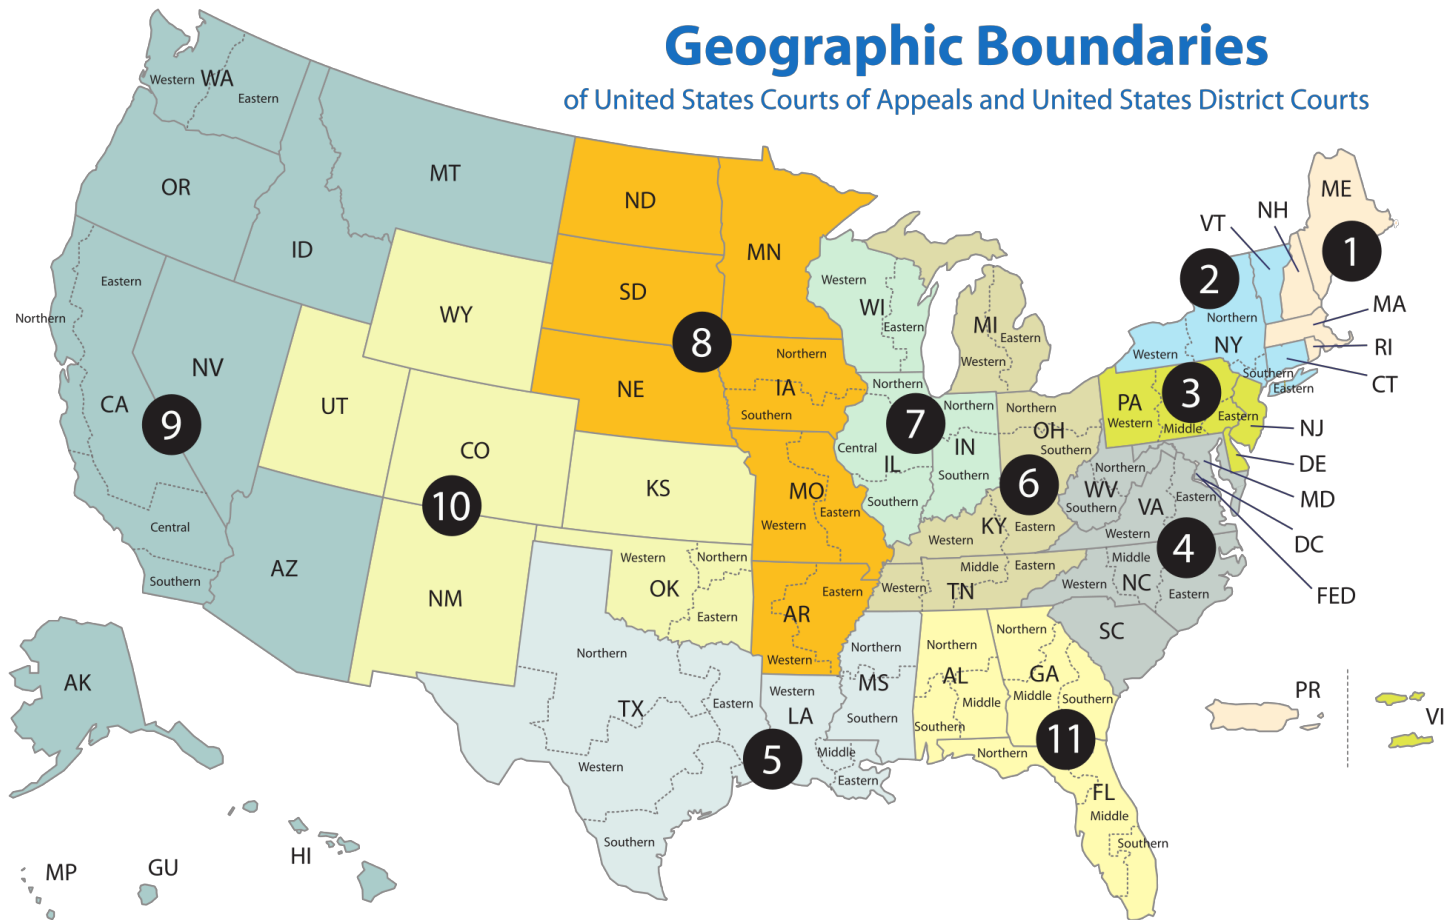 Geographic Boundaries
of United States Courts of Appeals and United States District Courts
WA
Western
Eastern
OR
ID
MT
Eastern
Northern
CA
NV
9
Central
Southern
AZ
AK
HI
GU
MP
WY
UT
CO
10
KS
NM
Western
Northern
OK
Eastern
ND
MN
SD
8
NE
Northern
IA
Southern
MO
Western
Eastern
AR
Eastern
Western
Western
WI
Eastern
Northern
7
Central
IL
Southern
Northern
IN
Southern
MI
Eastern
Western
Northern
OH
Southern
6
KY
Eastern
Western
Middle
Eastern
Western
TN
Northern
TX
Eastern
Western
Southern
5
Western
LA
Middle
Eastern
Northern
MS
Southern
Northern
AL
Middle
Southern
Northern
GA
Middle
Southern
11
Northern
FL
Middle
Southern
Northern
WV
Southern
VA
Eastern
Western
4
Middle
Western
NC
Eastern
SC
PA
3
Western
Middle
Eastern
2
Northern
Western
NY
Southern
Eastern
VT
NH
ME
1
MA
RI
CT
NJ
DE
MD
DC
FED
PR
VI